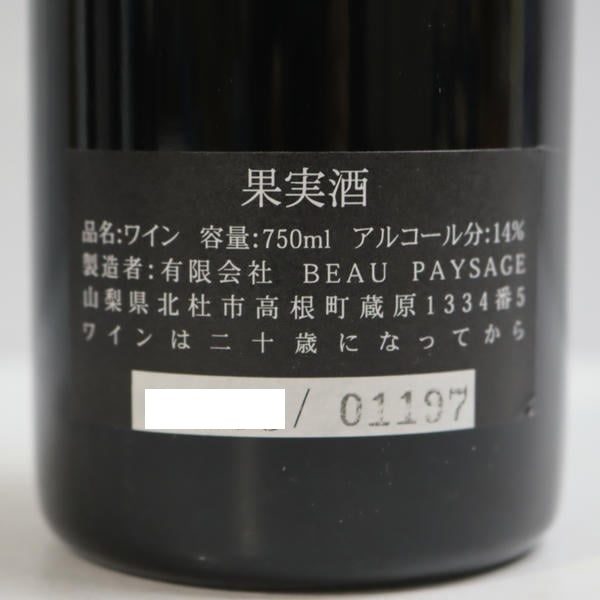 果実酒
品名:ワイン 容量:750ml アルコール分:14%
製造者:有限会社 BEAU PAYSAGE
山梨県北杜市高根町蔵原1334番5
ワインは二十歳になってから
/ 01197